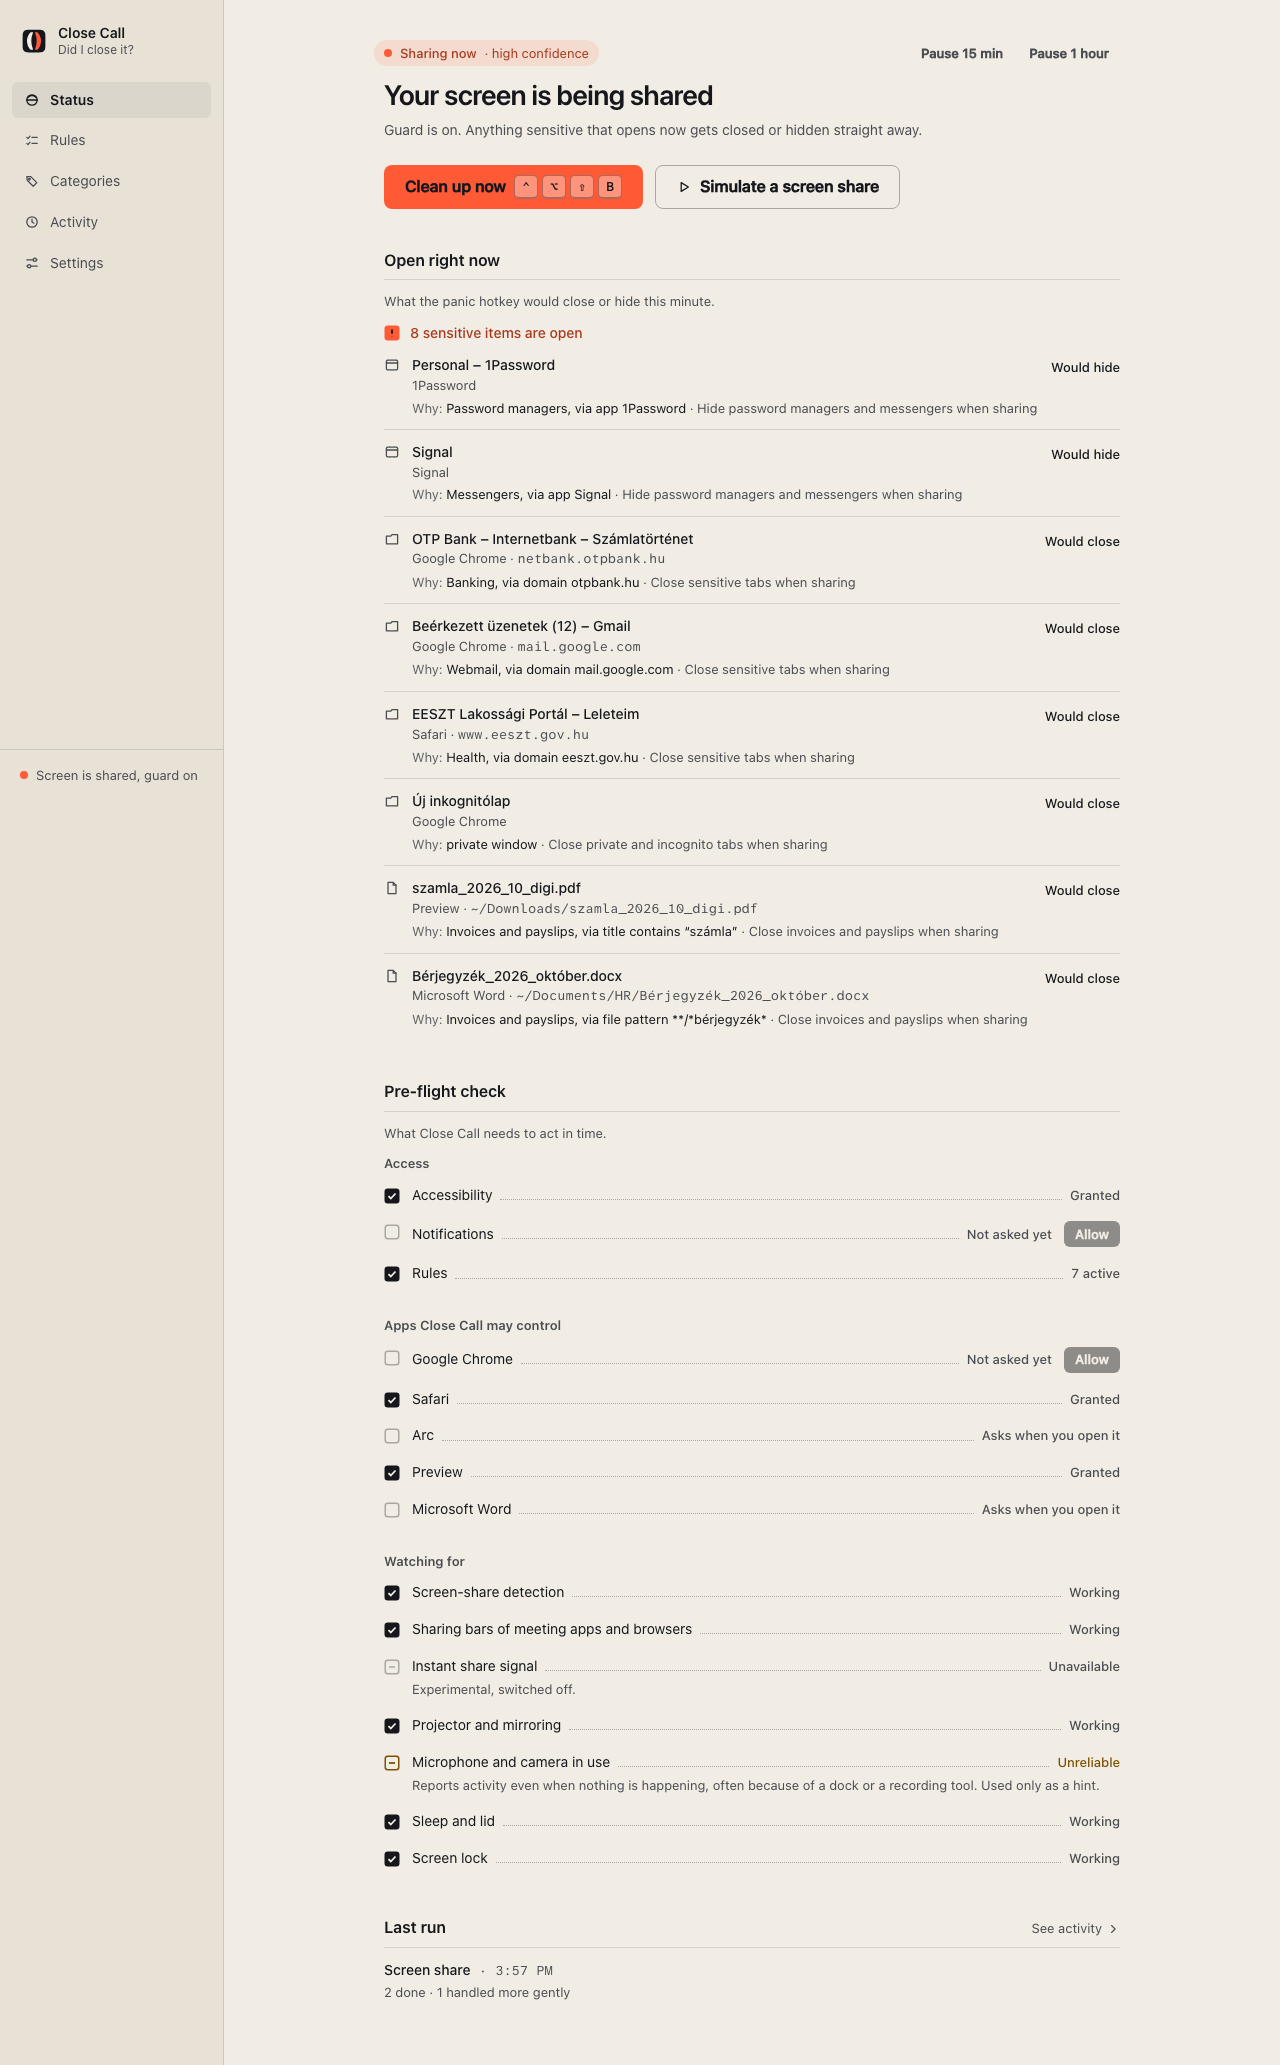 Close Call
Did I close it?
Status
Rules
Categories
Activity
Settings
Screen is shared, guard on
Sharing now · high confidence
Pause 15 min
Pause 1 hour
Your screen is being shared
Guard is on. Anything sensitive that opens now gets closed or hidden straight away.
Clean up now ⌃ ⌥ ⇧ B
Simulate a screen share
Open right now
What the panic hotkey would close or hide this minute.
8 sensitive items are open
Personal – 1Password
Would hide
1Password
Why: Password managers, via app 1Password · Hide password managers and messengers when sharing
Signal
Would hide
Signal
Why: Messengers, via app Signal · Hide password managers and messengers when sharing
OTP Bank – Internetbank – Számlatörténet
Would close
Google Chrome · netbank.otpbank.hu
Why: Banking, via domain otpbank.hu · Close sensitive tabs when sharing
Beérkezett üzenetek (12) – Gmail
Would close
Google Chrome · mail.google.com
Why: Webmail, via domain mail.google.com · Close sensitive tabs when sharing
EESZT Lakossági Portál – Leleteim
Would close
Safari · www.eeszt.gov.hu
Why: Health, via domain eeszt.gov.hu · Close sensitive tabs when sharing
Új inkognitólap
Would close
Google Chrome
Why: private window · Close private and incognito tabs when sharing
szamla_2026_10_digi.pdf
Would close
Preview · ~/Downloads/szamla_2026_10_digi.pdf
Why: Invoices and payslips, via title contains “számla” · Close invoices and payslips when sharing
Bérjegyzék_2026_október.docx
Would close
Microsoft Word · ~/Documents/HR/Bérjegyzék_2026_október.docx
Why: Invoices and payslips, via file pattern **/*bérjegyzék* · Close invoices and payslips when sharing
Pre-flight check
What Close Call needs to act in time.
Access
Accessibility Granted
Notifications Not asked yet Allow
Rules 7 active
Apps Close Call may control
Google Chrome Not asked yet Allow
Safari Granted
Arc Asks when you open it
Preview Granted
Microsoft Word Asks when you open it
Watching for
Screen-share detection Working
Sharing bars of meeting apps and browsers Working
Instant share signal Unavailable
Experimental, switched off.
Projector and mirroring Working
Microphone and camera in use Unreliable
Reports activity even when nothing is happening, often because of a dock or a recording tool. Used only as a hint.
Sleep and lid Working
Screen lock Working
Last run
See activity
Screen share · 3:57 PM
2 done · 1 handled more gently